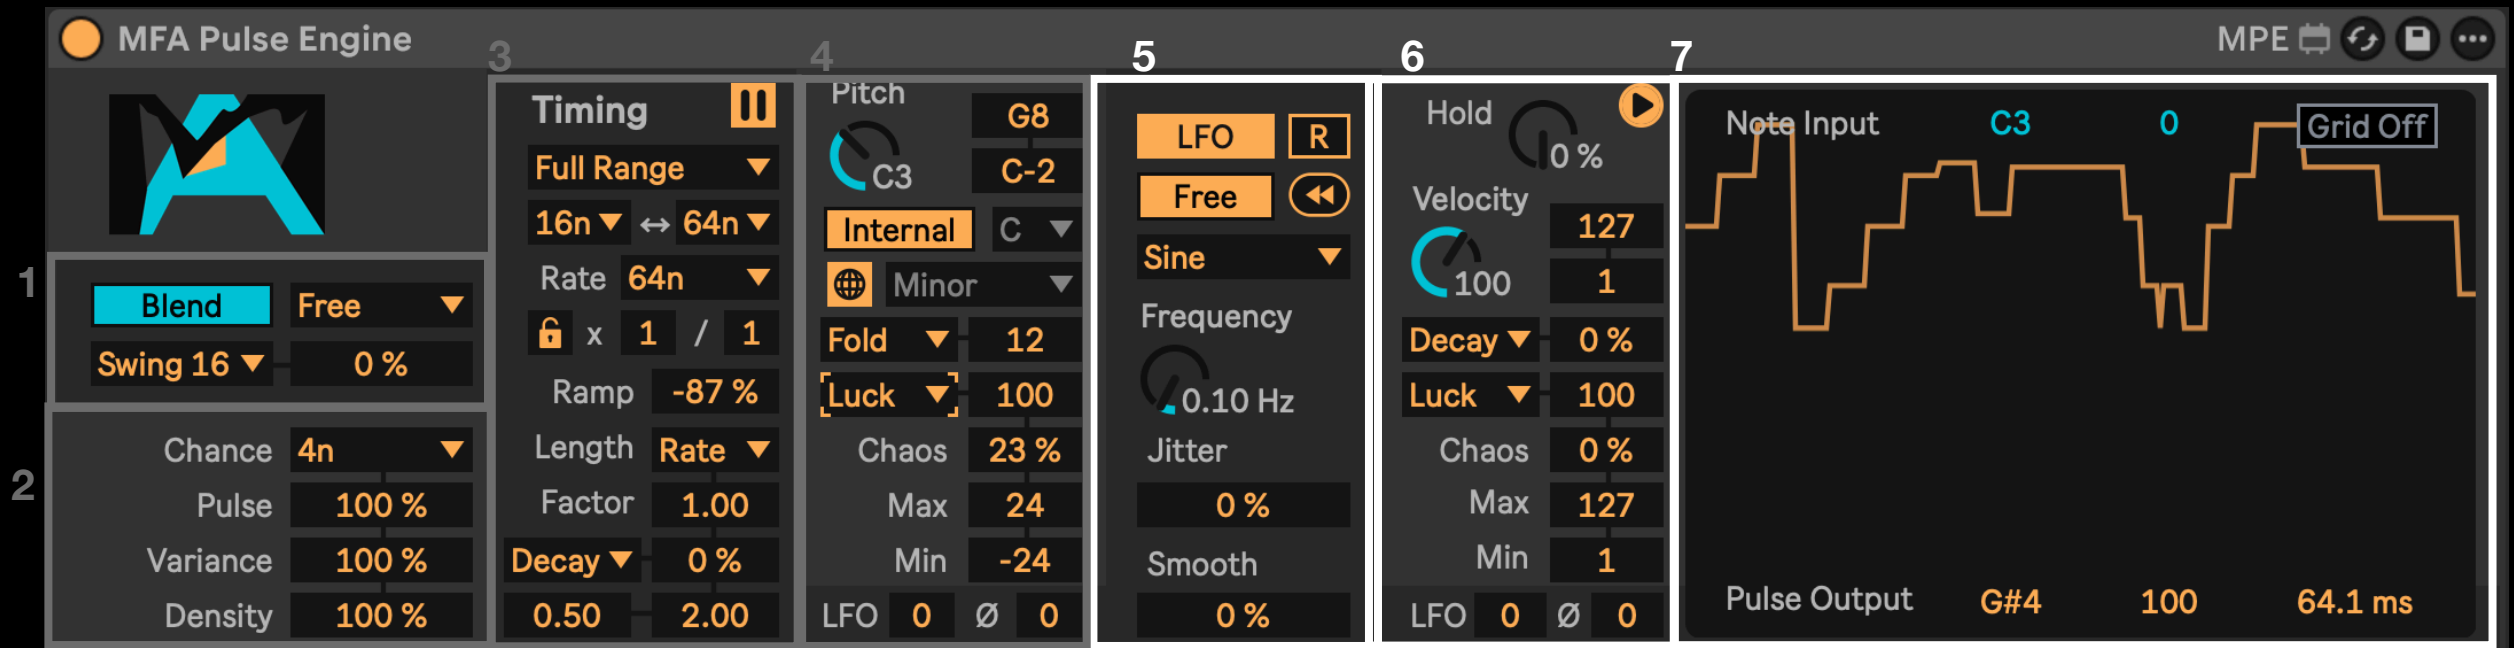 MFA Pulse Engine
MPE
1
Blend Free
Swing 16 0 %
2
Chance 4n
Pulse 100 %
Variance 100 %
Density 100 %
3
Timing
Full Range
16n ↔ 64n
Rate 64n
x 1 / 1
Ramp -87 %
Length Rate
Factor 1.00
Decay 0 %
0.50 2.00
4
Pitch G8
C3 C-2
Internal C
Minor
Fold 12
Luck 100
Chaos 23 %
Max 24
Min -24
LFO 0 Ø 0
5
LFO R
Free
Sine
Frequency
0.10 Hz
Jitter
0 %
Smooth
0 %
6
Hold
0 %
Velocity 127
100 1
Decay 0 %
Luck 100
Chaos 0 %
Max 127
Min 1
LFO 0 Ø 0
7
Note Input C3 0 Grid Off
Pulse Output G#4 100 64.1 ms